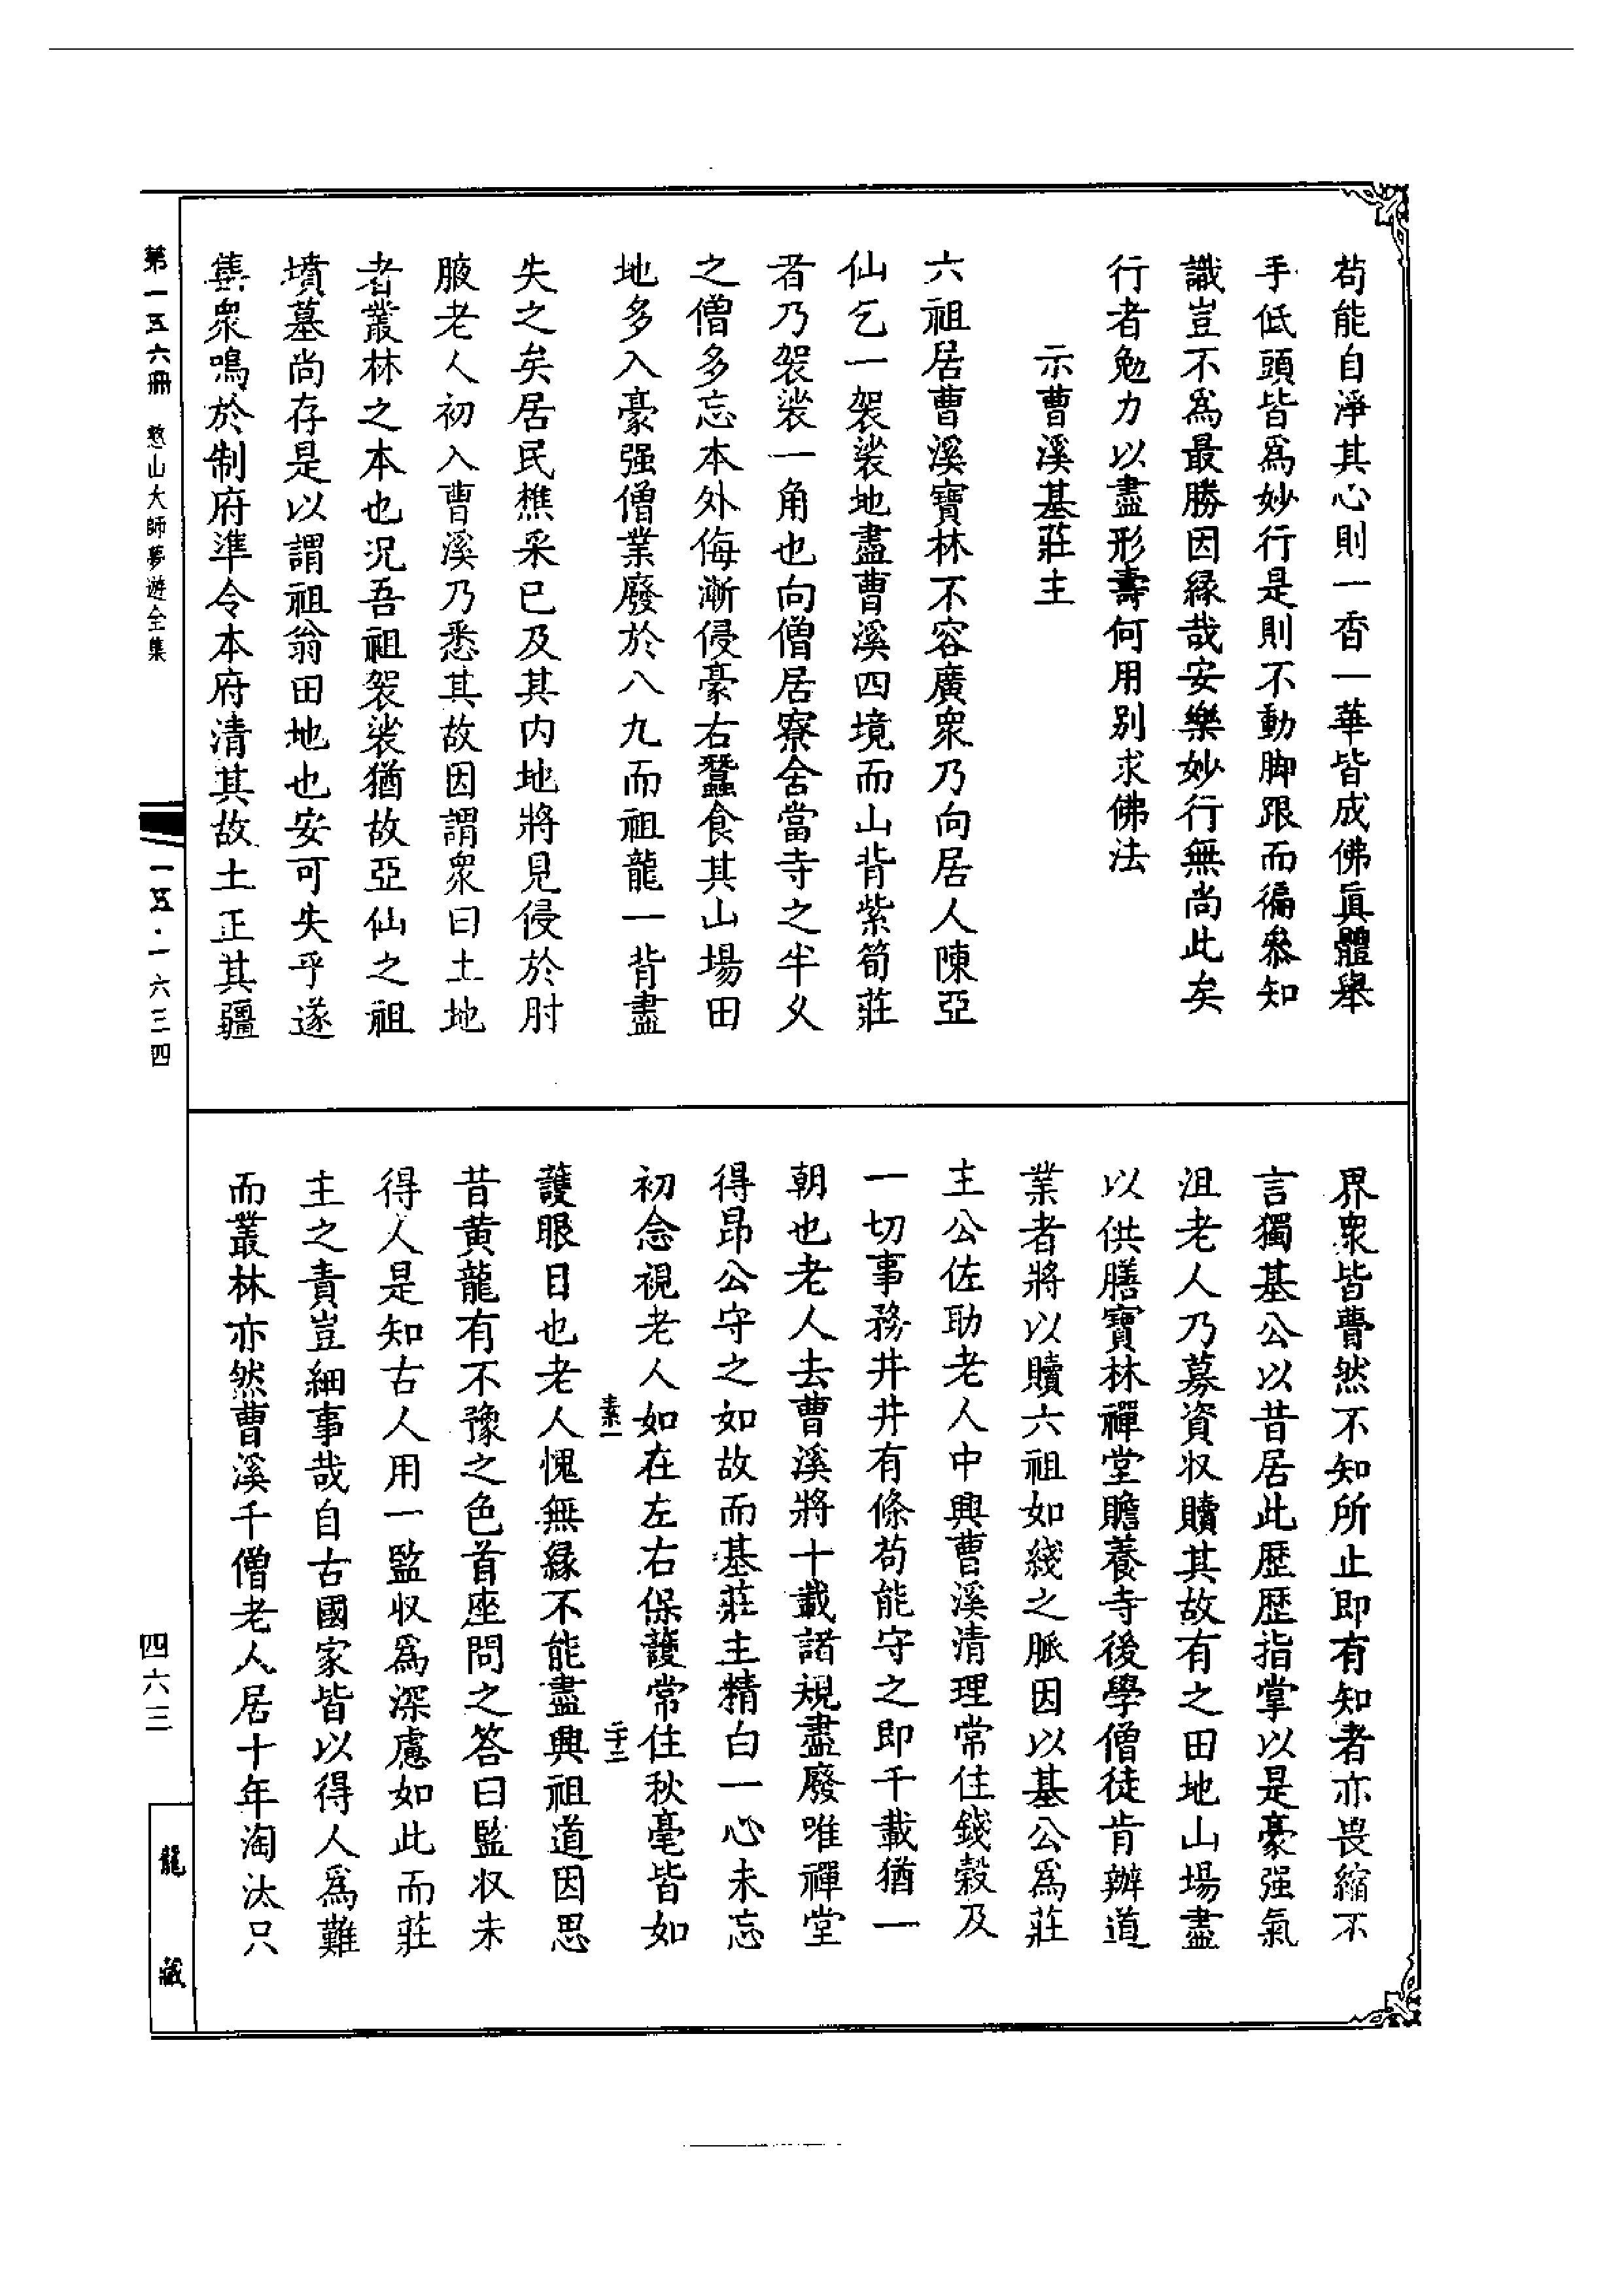 苟能自淨其心則一香一華皆成佛眞體舉
手低頭皆爲妙行是則不動脚跟而徧叅知
識豈不爲最勝因緣哉安樂妙行無尚此矣
行者勉力以盡形壽何用別求佛法
示曹溪基莊主
六祖居曹溪寶林不容廣衆乃向居人陳亞
仙乞一袈裟地盡曹溪四境而山背紫筍莊
者乃袈裟一角也向僧居寮舍當寺之半乆
之僧多忘本外侮漸侵豪右蠶食其山場田
地多入豪强僧業廢於八九而祖龍一背盡
失之矣居民樵采已及其内地將見侵於肘
腋老人初入曹溪乃悉其故因謂衆曰土地
者叢林之本也况吾祖袈裟猶故亞仙之祖
墳墓尚存是以謂祖翁田地也安可失乎遂
集衆鳴於制府準令本府清其故土正其疆
界衆皆瞢然不知所止即有知者亦畏縮不
言獨基公以昔居此歷歷指掌以是豪强氣
沮老人乃募資収贖其故有之田地山場盡
以供膳寶林禪堂贍養寺後學僧徒肯辦道
業者將以贖六祖如綫之脈因以基公爲莊
主公佐助老人中興曹溪清理常住錢穀及
一切事務井井有條苟能守之即千載猶一
朝也老人去曹溪將十載諸規盡廢唯禪堂
得昂公守之如故而基莊主精白一心未忘
初念視老人如在左右保護常住秋毫皆如
素一 二十二
護眼目也老人愧無緣不能盡興祖道因思
昔黄龍有不豫之色首座問之答曰監収未
得人是知古人用一監収爲深慮如此而莊
主之責豈細事哉自古國家皆以得人爲難
而叢林亦然曹溪千僧老人居十年淘汰只
第一五六冊 憨山大師夢遊全集
一五·一六三四
四六三
龍藏